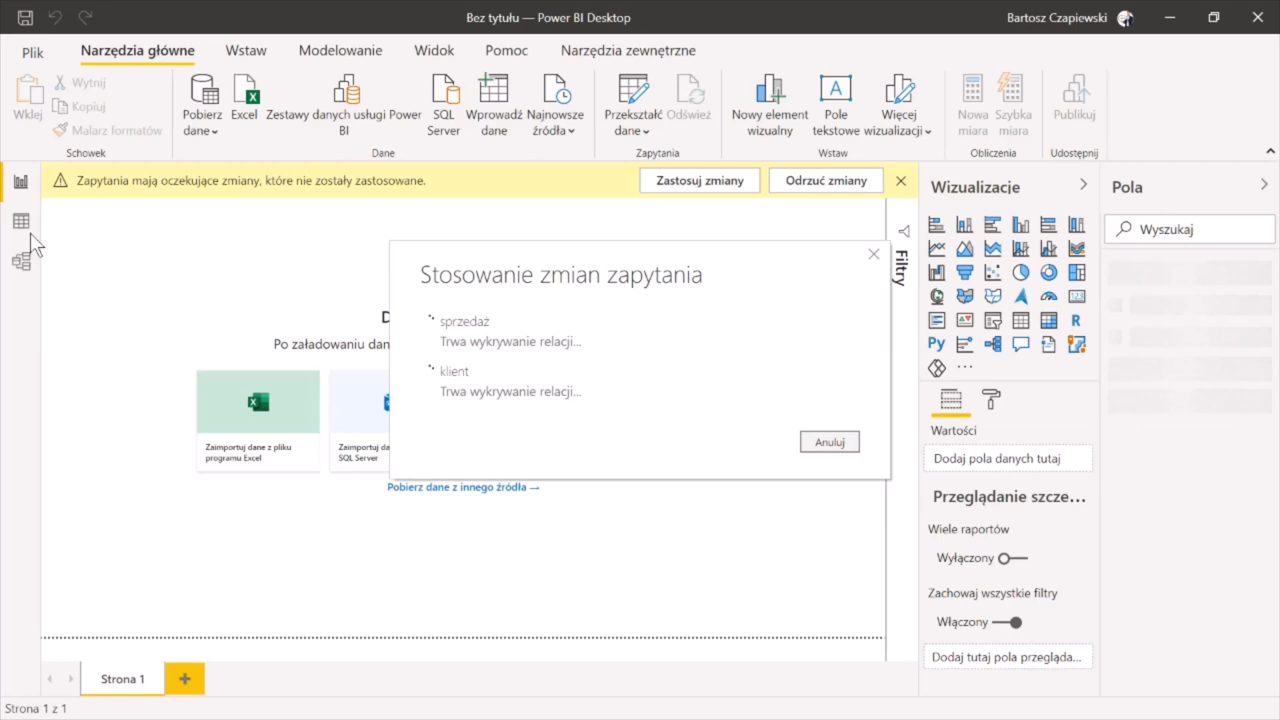 Bez tytułu — Power BI Desktop
Bartosz Czapiewski
Plik
Narzędzia główne
Wstaw
Modelowanie
Widok
Pomoc
Narzędzia zewnętrzne
Wklej
Wytnij
Kopiuj
Malarz formatów
Schowek
Pobierz
dane
Excel
Zestawy danych usługi Power
BI
SQL
Server
Wprowadź
dane
Najnowsze
źródła
Dane
Przekształć
dane
Odśwież
Zapytania
Nowy element
wizualny
Pole
tekstowe
Więcej
wizualizacji
Wstaw
Nowa
miara
Szybka
miara
Obliczenia
Publikuj
Udostępnij
Zapytania mają oczekujące zmiany, które nie zostały zastosowane.
Zastosuj zmiany
Odrzuć zmiany
D
Po załadowaniu dan
Zaimportuj dane z pliku
programu Excel
Zaimportuj da
SQL Server
Pobierz dane z innego źródła →
Stosowanie zmian zapytania
sprzedaż
Trwa wykrywanie relacji...
klient
Trwa wykrywanie relacji...
Anuluj
Filtry
Wizualizacje
R
Py
Wartości
Dodaj pola danych tutaj
Przeglądanie szcze...
Wiele raportów
Wyłączony
Zachowaj wszystkie filtry
Włączony
Dodaj tutaj pola przegląda...
Pola
Wyszukaj
Strona 1
Strona 1 z 1